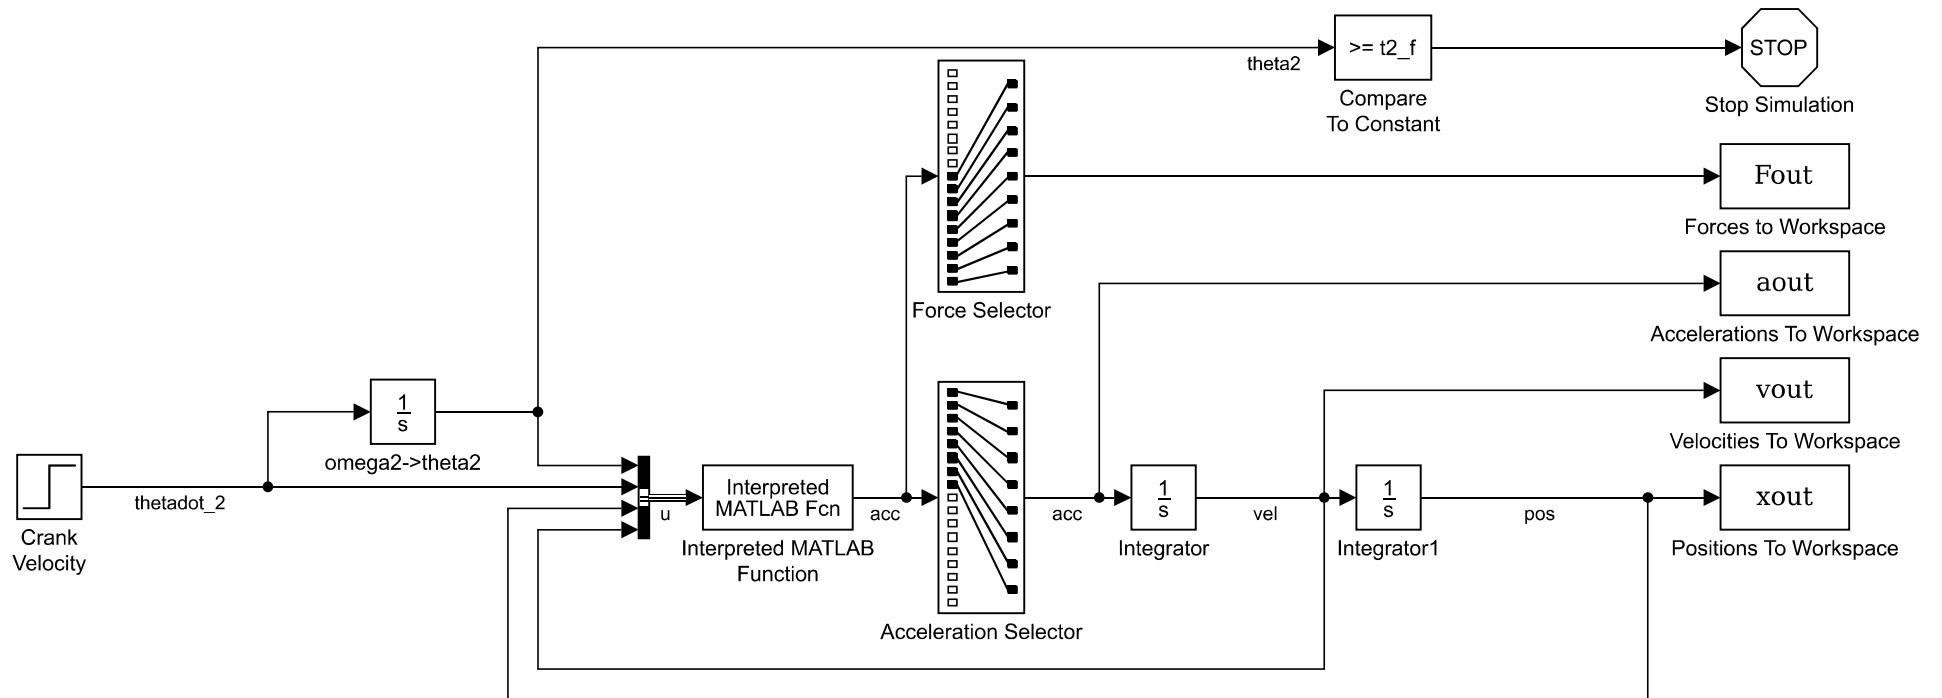 >= t2_f
theta2
Compare
To Constant
STOP
Stop Simulation
Fout
Forces to Workspace
Force Selector
aout
Accelerations To Workspace
vout
Velocities To Workspace
1
s
omega2->theta2
thetadot_2
Crank
Velocity
u
Interpreted
MATLAB Fcn
Interpreted MATLAB
Function
acc
Acceleration Selector
acc
1
s
Integrator
vel
1
s
Integrator1
pos
xout
Positions To Workspace